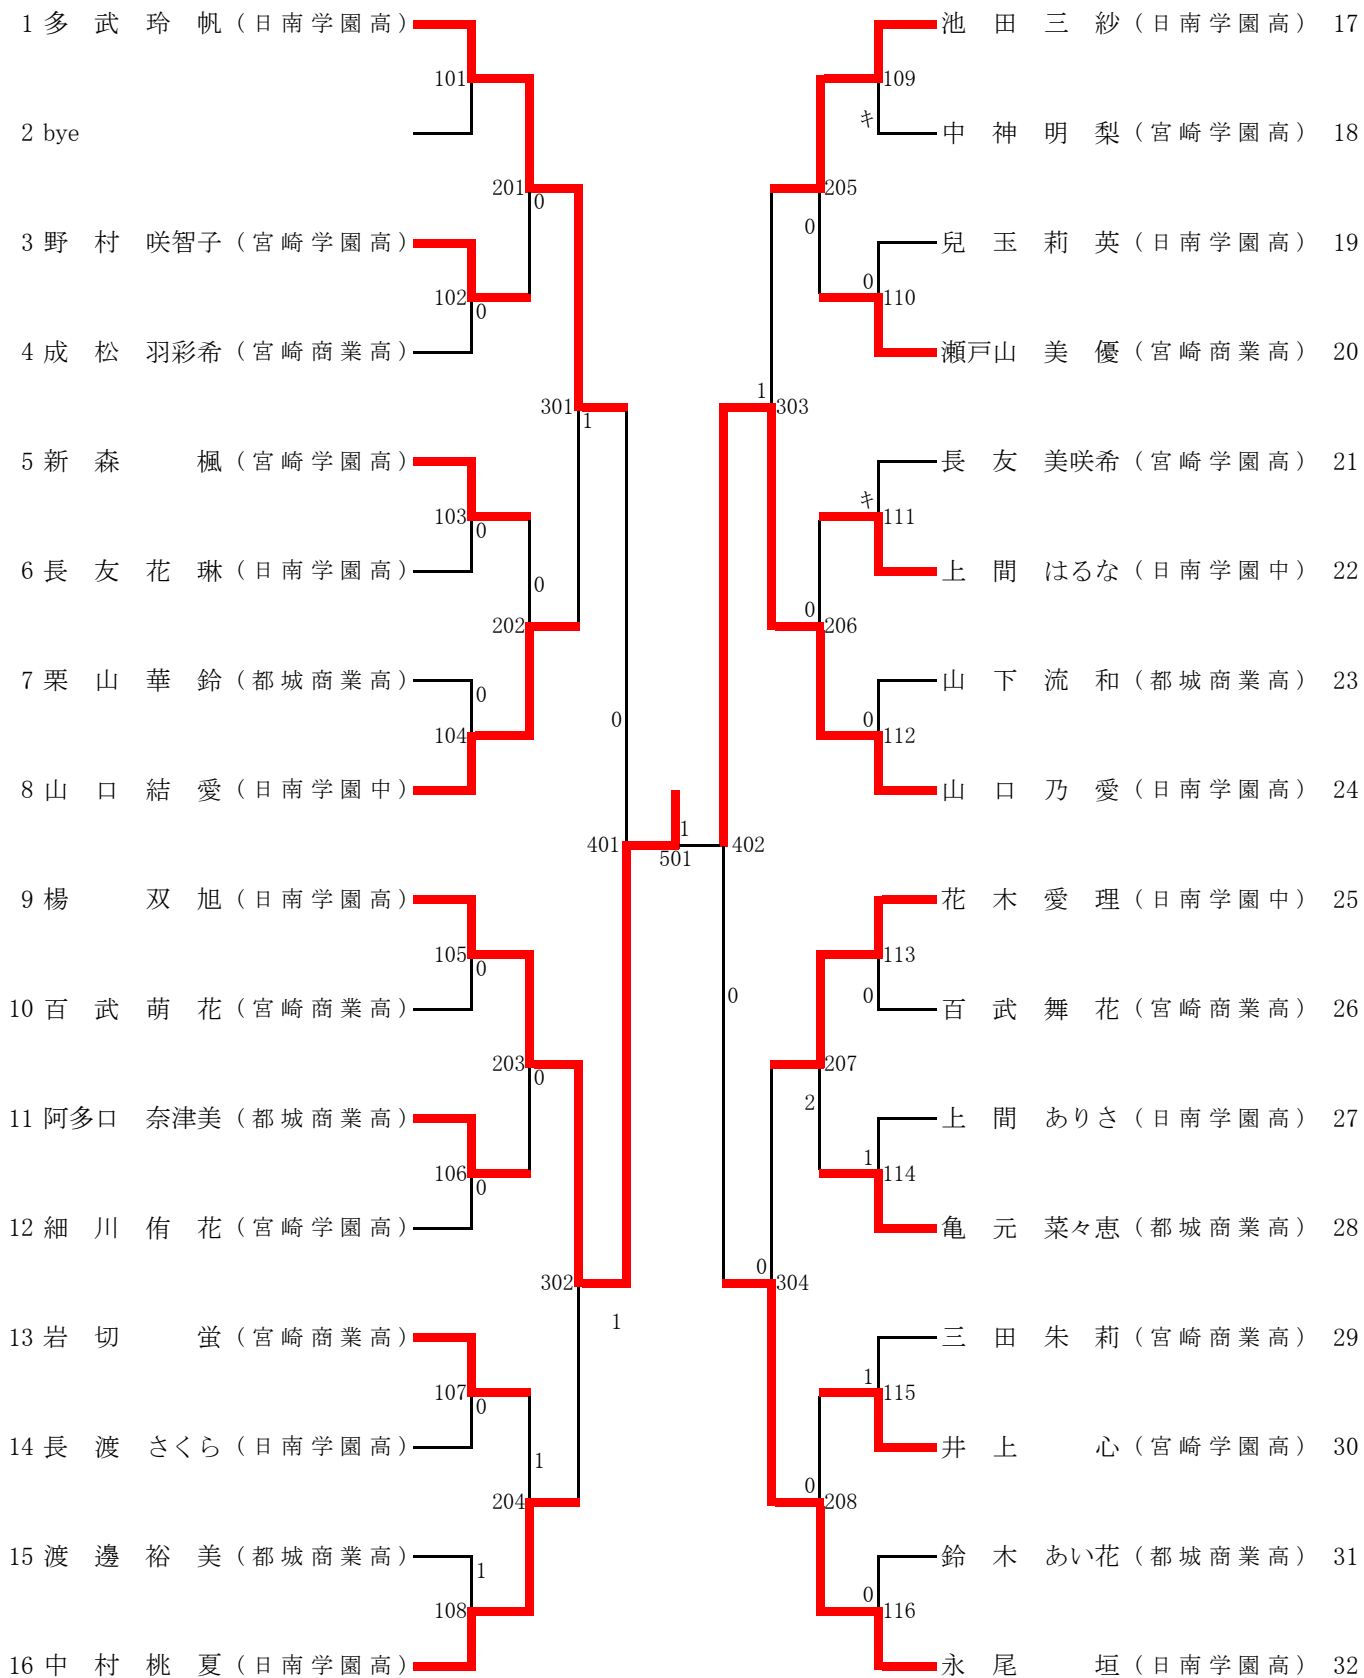 1 多 武 玲 帆 (日南学園高)
池 田 三 紗 (日南学園高) 17
101
109
2 bye
キ
中 神 明 梨 (宮崎学園高) 18
201
0
205
0
3 野 村 咲智子 (宮崎学園高)
兒 玉 莉 英 (日南学園高) 19
102
0
0
110
4 成 松 羽彩希 (宮崎商業高)
瀬戸山 美 優 (宮崎商業高) 20
301
1
1
303
5 新 森 楓 (宮崎学園高)
長 友 美咲希 (宮崎学園高) 21
103
0
キ
111
6 長 友 花 琳 (日南学園高)
上 間 はるな (日南学園中) 22
0
202
0
206
7 栗 山 華 鈴 (都城商業高)
山 下 流 和 (都城商業高) 23
0
104
0
0
112
8 山 口 結 愛 (日南学園中)
山 口 乃 愛 (日南学園高) 24
401
1
501
402
9 楊 双 旭 (日南学園高)
花 木 愛 理 (日南学園中) 25
105
0
113
0
0
10 百 武 萌 花 (宮崎商業高)
百 武 舞 花 (宮崎商業高) 26
203
0
207
2
11 阿多口 奈津美 (都城商業高)
上 間 ありさ (日南学園高) 27
106
0
1
114
12 細 川 侑 花 (宮崎学園高)
亀 元 菜々恵 (都城商業高) 28
302
1
0
304
13 岩 切 蛍 (宮崎商業高)
三 田 朱 莉 (宮崎商業高) 29
107
0
1
115
14 長 渡 さくら (日南学園高)
井 上 心 (宮崎学園高) 30
1
204
0
208
15 渡 邊 裕 美 (都城商業高)
鈴 木 あい花 (都城商業高) 31
1
108
0
116
16 中 村 桃 夏 (日南学園高)
永 尾 垣 (日南学園高) 32